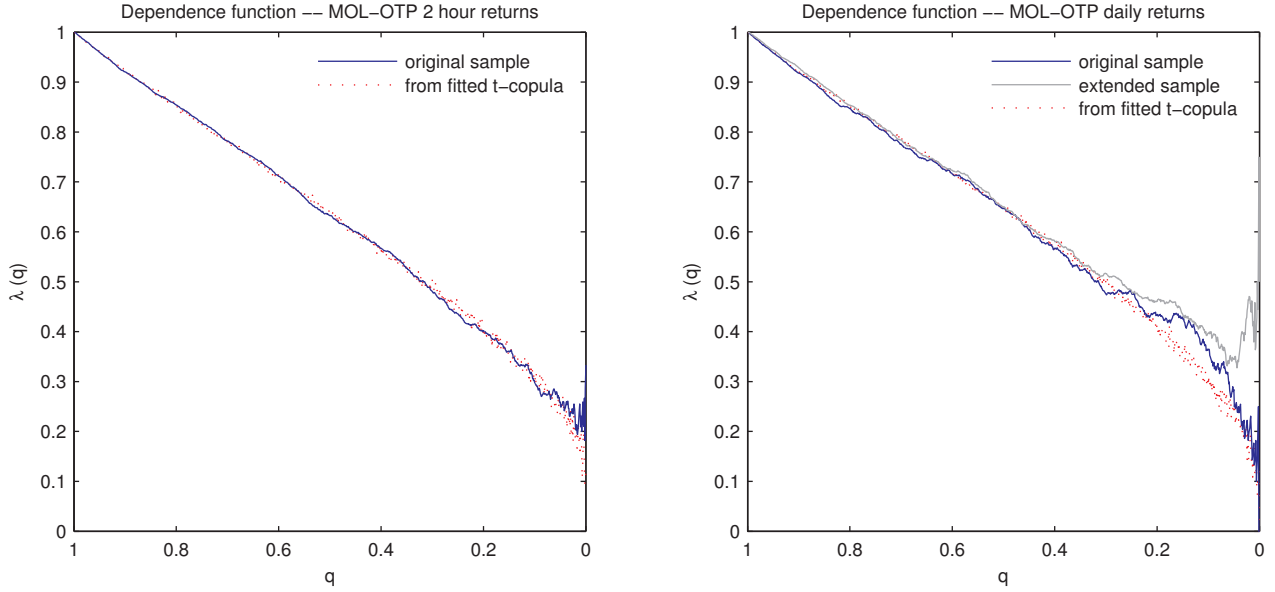 Dependence function −− MOL−OTP 2 hour returns
original sample
from fitted t−copula
1
0.9
0.8
0.7
0.6
0.5
0.4
0.3
0.2
0.1
0
λ (q)
1 0.8 0.6 0.4 0.2 0
q
Dependence function −− MOL−OTP daily returns
original sample
extended sample
from fitted t−copula
1
0.9
0.8
0.7
0.6
0.5
0.4
0.3
0.2
0.1
0
λ (q)
1 0.8 0.6 0.4 0.2 0
q